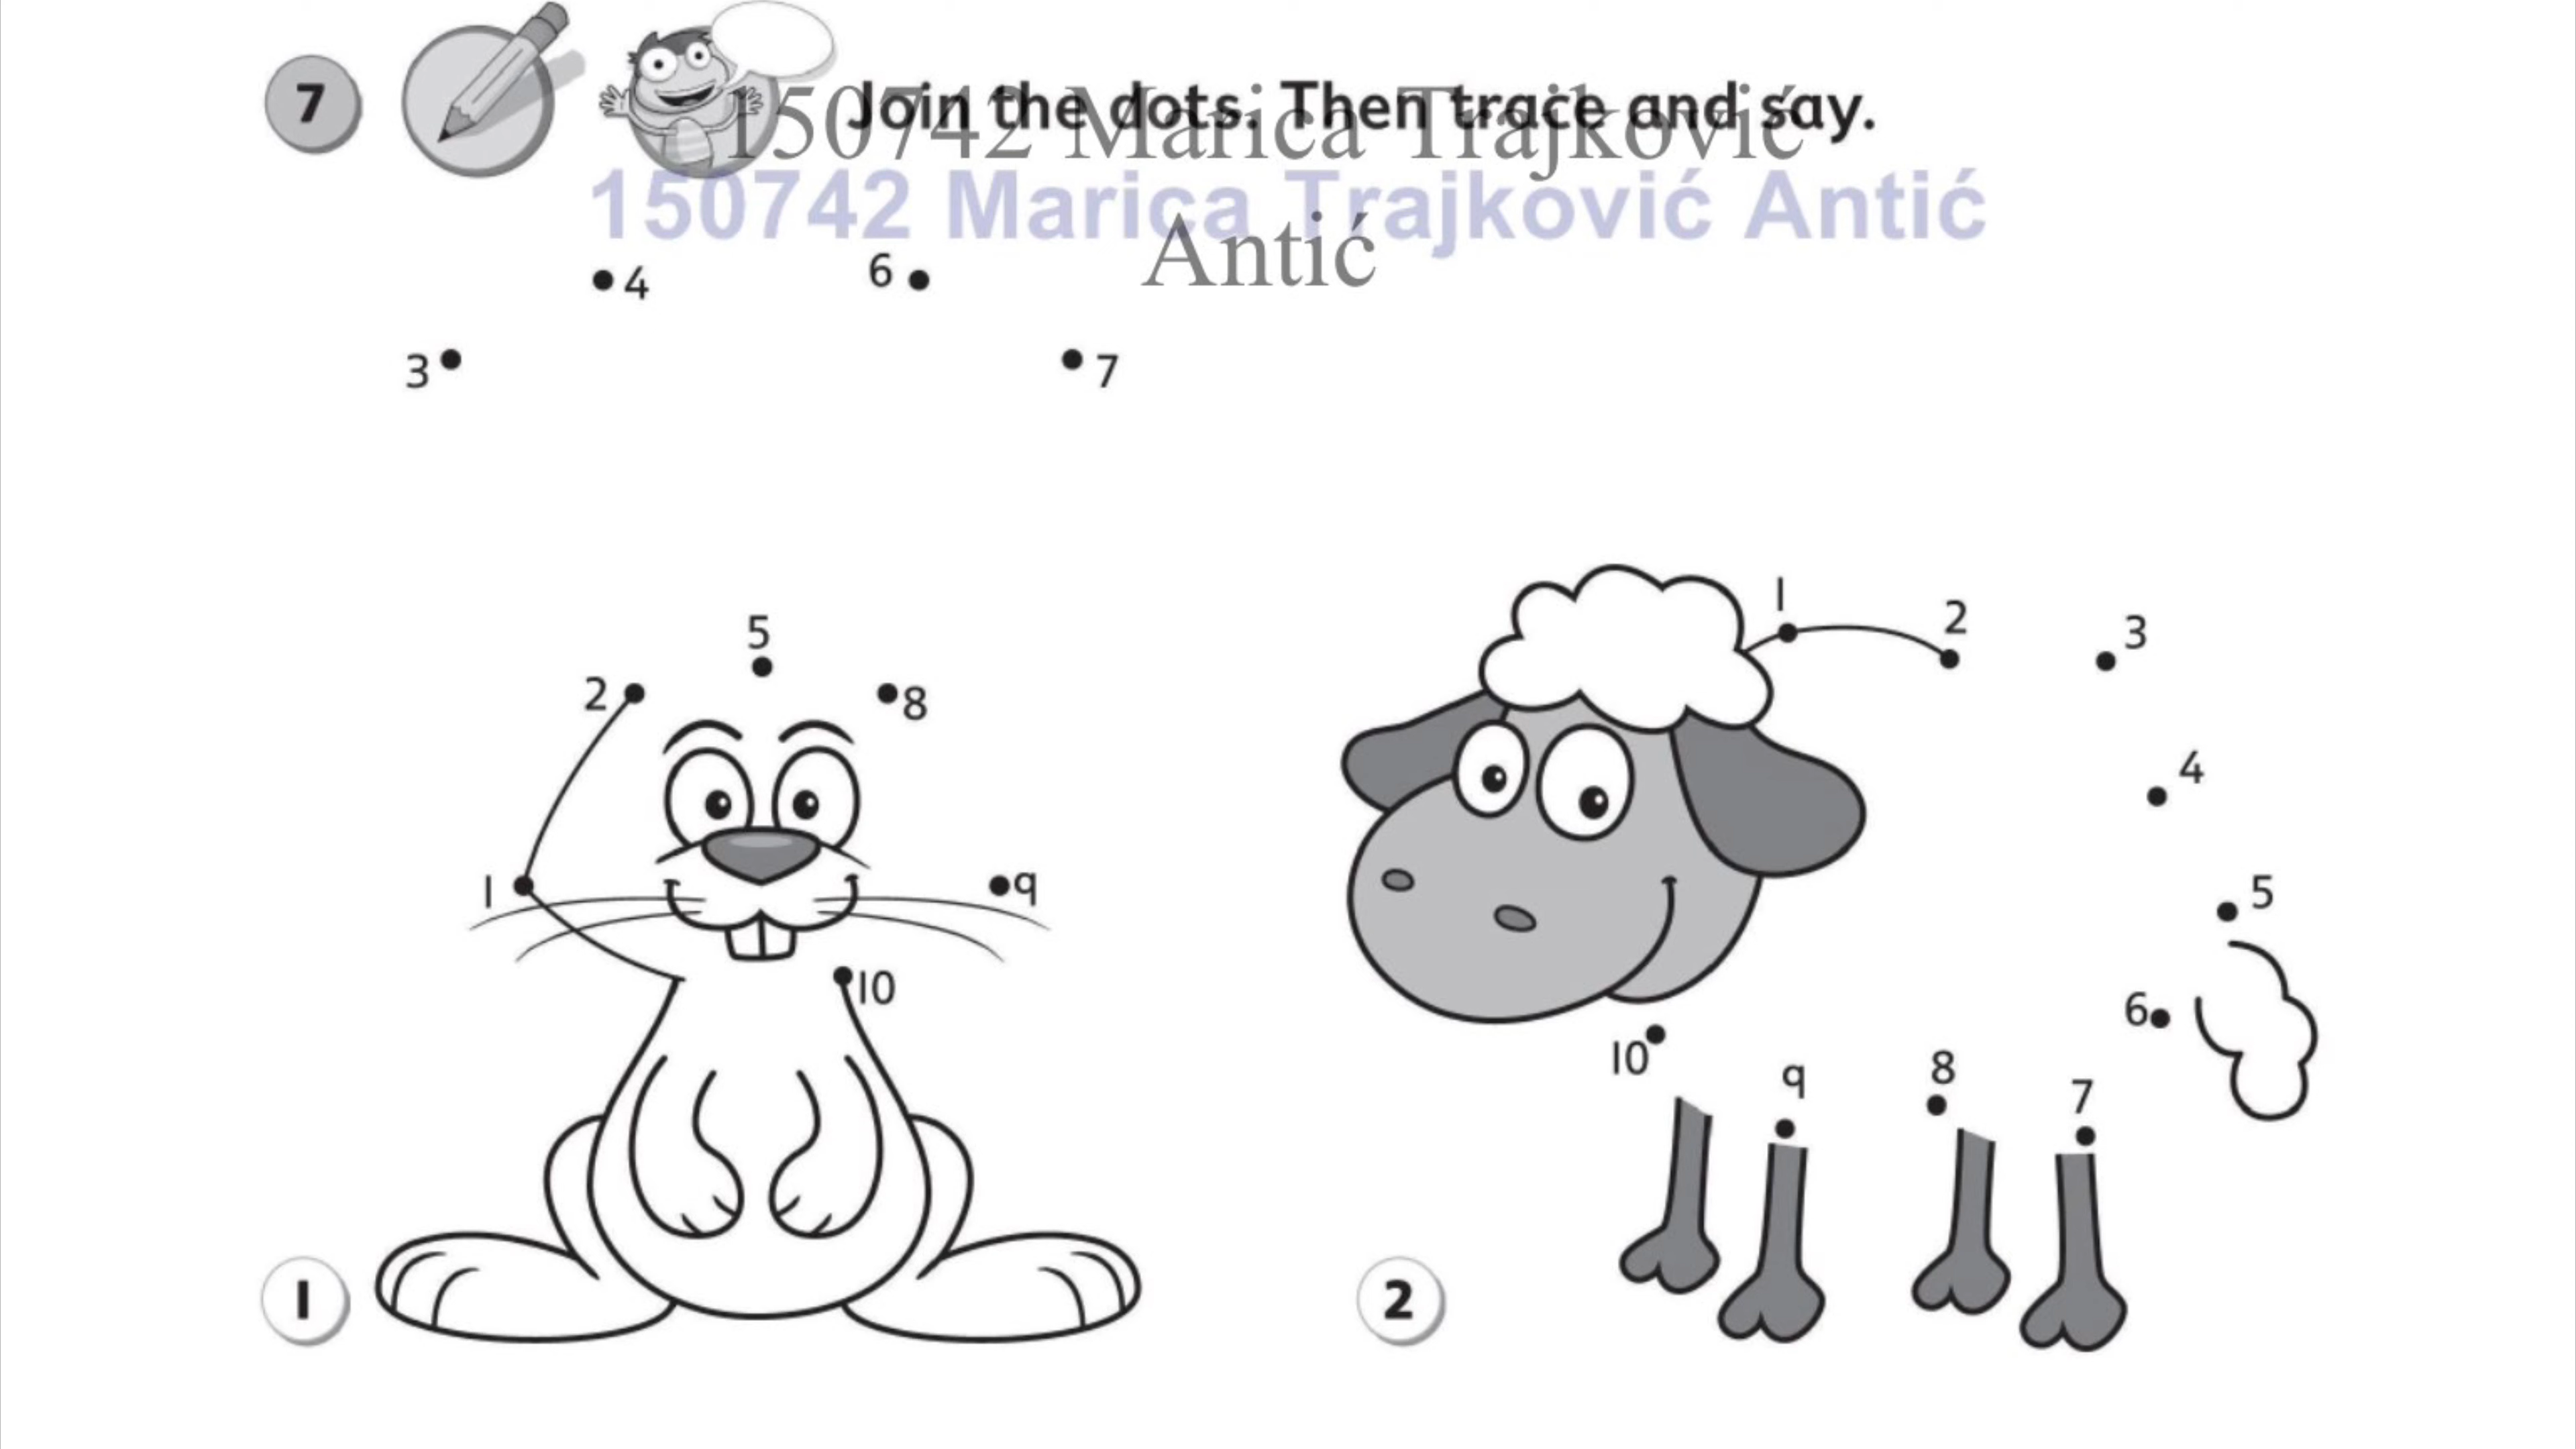 7 Join the dots. Then trace and say.
150742 Marica Trajković
Antić
150742 Marica Trajković Antić
4 6
3 7
5
2 8
1 9
10
1
1 2 3
4
5
6
10 9 8 7
2